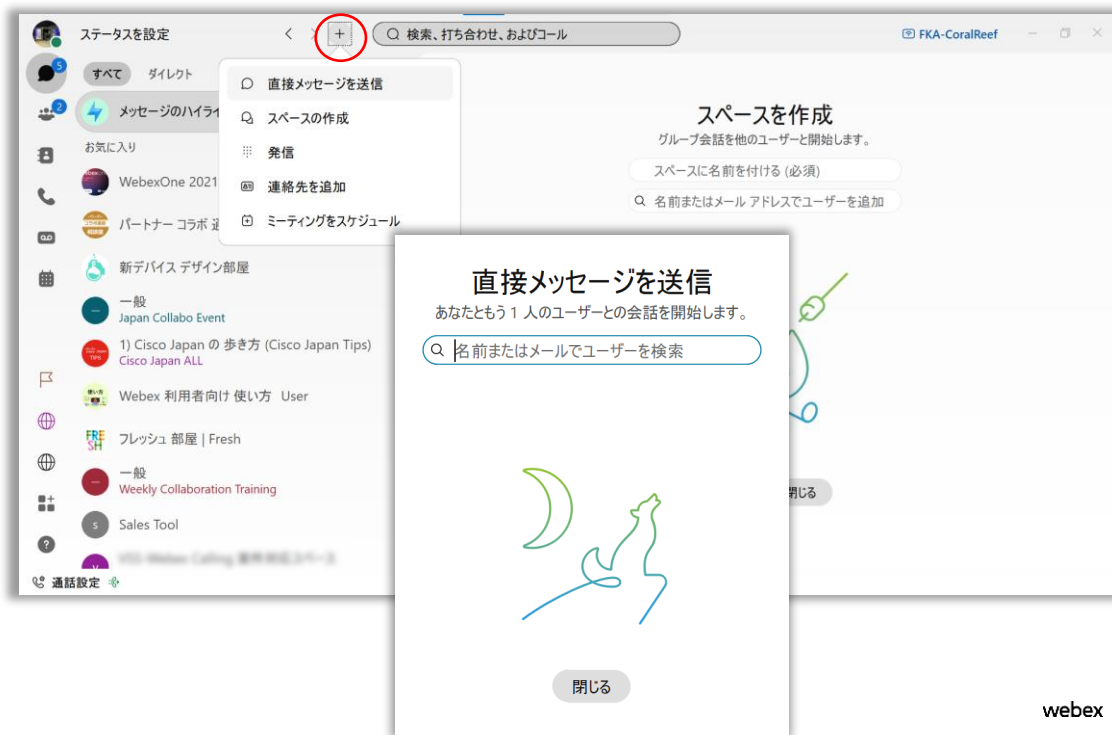 ステータスを設定
検索、打ち合わせ、およびコール
FKA-CoralReef
5
すべて
ダイレクト
2
メッセージのハイライ
お気に入り
WebexOne 2021
パートナー コラボ 通
新デバイス デザイン部屋
一般
Japan Collabo Event
1) Cisco Japan の 歩き方 (Cisco Japan Tips)
Cisco Japan ALL
TIPS
使い方
Webex 利用者向け 使い方 User
FRE
SH
フレッシュ 部屋 | Fresh
一般
Weekly Collaboration Training
S
Sales Tool
V
通話設定
直接メッセージを送信
スペースの作成
発信
連絡先を追加
ミーティングをスケジュール
スペースを作成
グループ会話を他のユーザーと開始します。
スペースに名前を付ける (必須)
名前またはメール アドレスでユーザーを追加
閉じる
直接メッセージを送信
あなたともう 1 人のユーザーとの会話を開始します。
名前またはメールでユーザーを検索
閉じる
webex